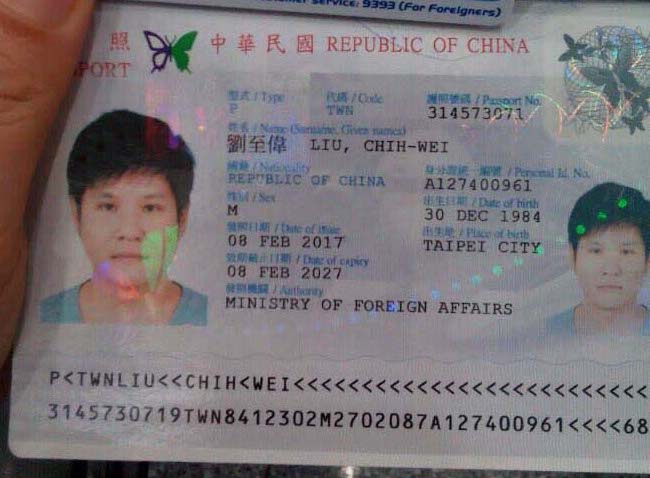 service: 9393 (For Foreigners)
照 中華民國 REPUBLIC OF CHINA
PORT
型式 / Type 代碼 / Code 護照號碼 / Passport No.
P TWN 314573071
姓名 / Name (Surname, Given names)
劉至偉 LIU, CHIH-WEI
國籍 / Nationality 身分證統一編號 / Personal Id. No.
REPUBLIC OF CHINA A127400961
性別 / Sex 出生日期 / Date of birth
M 30 DEC 1984
發照日期 / Date of issue 出生地 / Place of birth
08 FEB 2017 TAIPEI CITY
效期截止日期 / Date of expiry
08 FEB 2027
發照機關 / Authority
MINISTRY OF FOREIGN AFFAIRS
P<TWNLIU<<CHIH<WEI<<<<<<<<<<<<<<<<<<<<<<<<<<
3145730719TWN8412302M2702087A127400961<<<<68